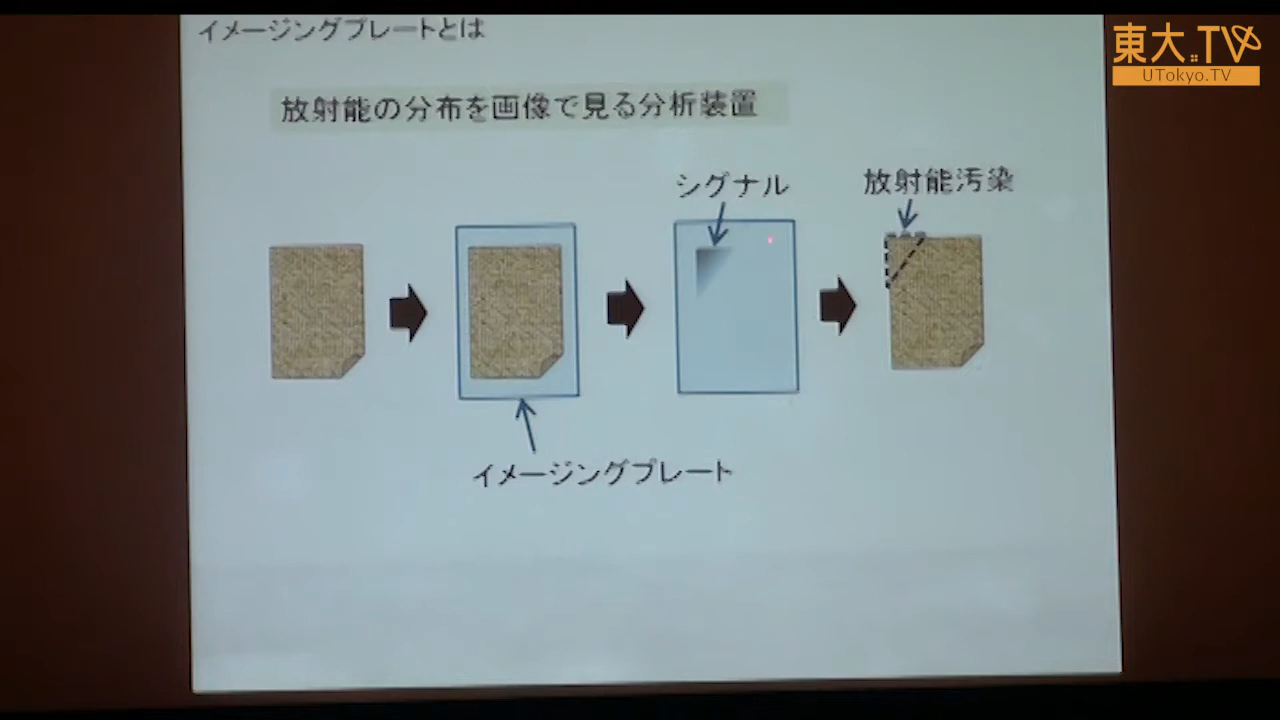 イメージングプレートとは
東大.TV
UTokyo.TV
放射能の分布を画像で見る分析装置
シグナル
放射能汚染
イメージングプレート